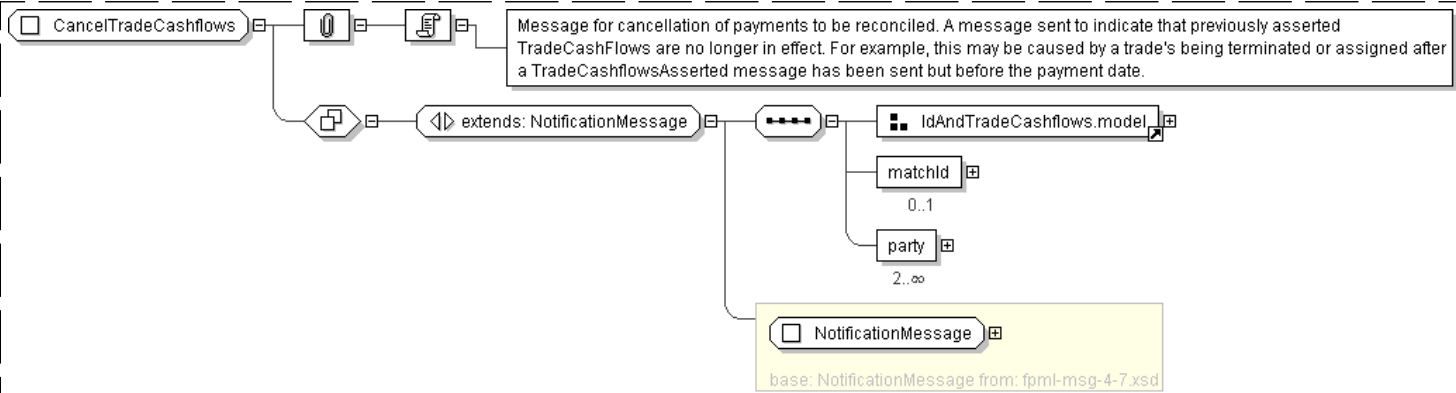 CancelTradeCashflows
Message for cancellation of payments to be reconciled. A message sent to indicate that previously asserted
TradeCashFlows are no longer in effect. For example, this may be caused by a trade's being terminated or assigned after
a TradeCashflowsAsserted message has been sent but before the payment date.
extends: NotificationMessage
IdAndTradeCashflows.model
matchId
0..1
party
2..∞
NotificationMessage
base: NotificationMessage from: fpml-msg-4-7.xsd